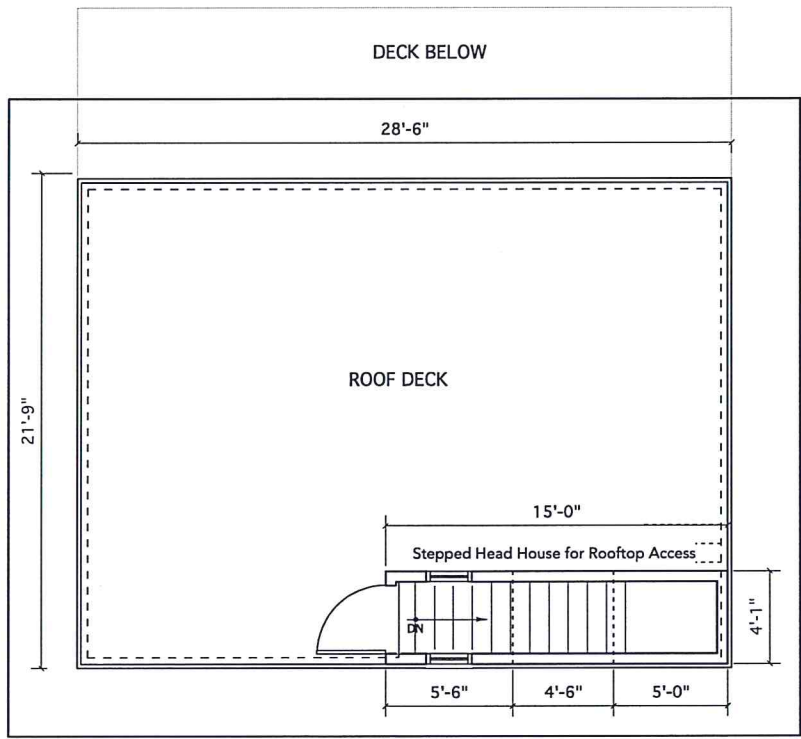 DECK BELOW
28'-6"
21'-9"
ROOF DECK
15'-0"
Stepped Head House for Rooftop Access
DN
4'-1"
5'-6"
4'-6"
5'-0"